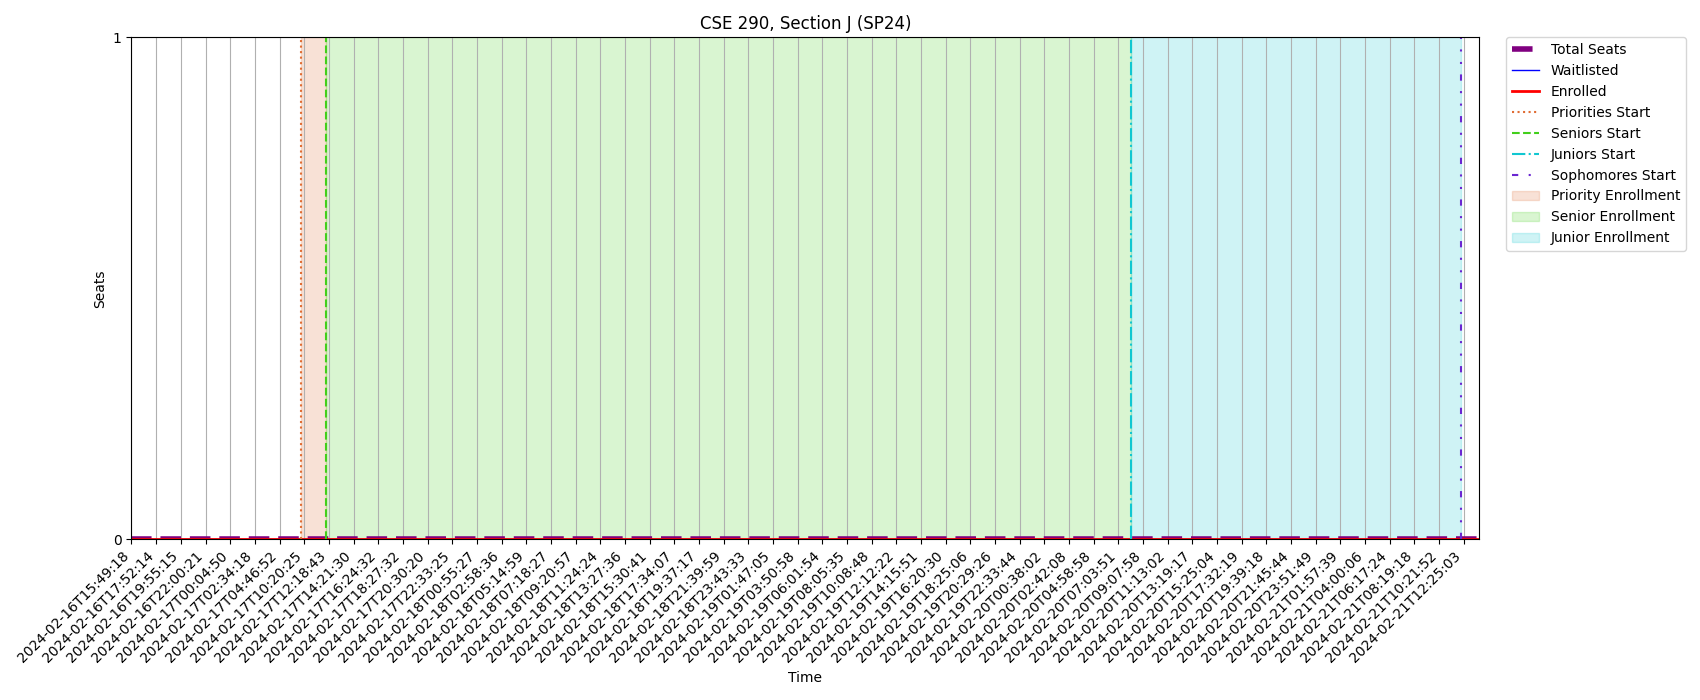 CSE 290, Section J (SP24)
1
0
Seats
2024-02-16T15:49:18
2024-02-16T17:52:14
2024-02-16T19:55:15
2024-02-16T22:00:21
2024-02-17T00:04:50
2024-02-17T02:34:18
2024-02-17T04:46:52
2024-02-17T10:20:25
2024-02-17T12:18:43
2024-02-17T14:21:30
2024-02-17T16:24:32
2024-02-17T18:27:32
2024-02-17T20:30:20
2024-02-17T22:33:25
2024-02-18T00:55:27
2024-02-18T02:58:36
2024-02-18T05:14:59
2024-02-18T07:18:27
2024-02-18T09:20:57
2024-02-18T11:24:24
2024-02-18T13:27:36
2024-02-18T15:30:41
2024-02-18T17:34:07
2024-02-18T19:37:17
2024-02-18T21:39:59
2024-02-18T23:43:33
2024-02-19T01:47:05
2024-02-19T03:50:58
2024-02-19T06:01:54
2024-02-19T08:05:35
2024-02-19T10:08:48
2024-02-19T12:12:22
2024-02-19T14:15:51
2024-02-19T16:20:30
2024-02-19T18:25:06
2024-02-19T20:29:26
2024-02-19T22:33:44
2024-02-20T00:38:02
2024-02-20T02:42:08
2024-02-20T04:58:58
2024-02-20T07:03:51
2024-02-20T09:07:58
2024-02-20T11:13:02
2024-02-20T13:19:17
2024-02-20T15:25:04
2024-02-20T17:32:19
2024-02-20T19:39:18
2024-02-20T21:45:44
2024-02-20T23:51:49
2024-02-21T01:57:39
2024-02-21T04:00:06
2024-02-21T06:17:24
2024-02-21T08:19:18
2024-02-21T10:21:52
2024-02-21T12:25:03
Time
Total Seats
Waitlisted
Enrolled
Priorities Start
Seniors Start
Juniors Start
Sophomores Start
Priority Enrollment
Senior Enrollment
Junior Enrollment